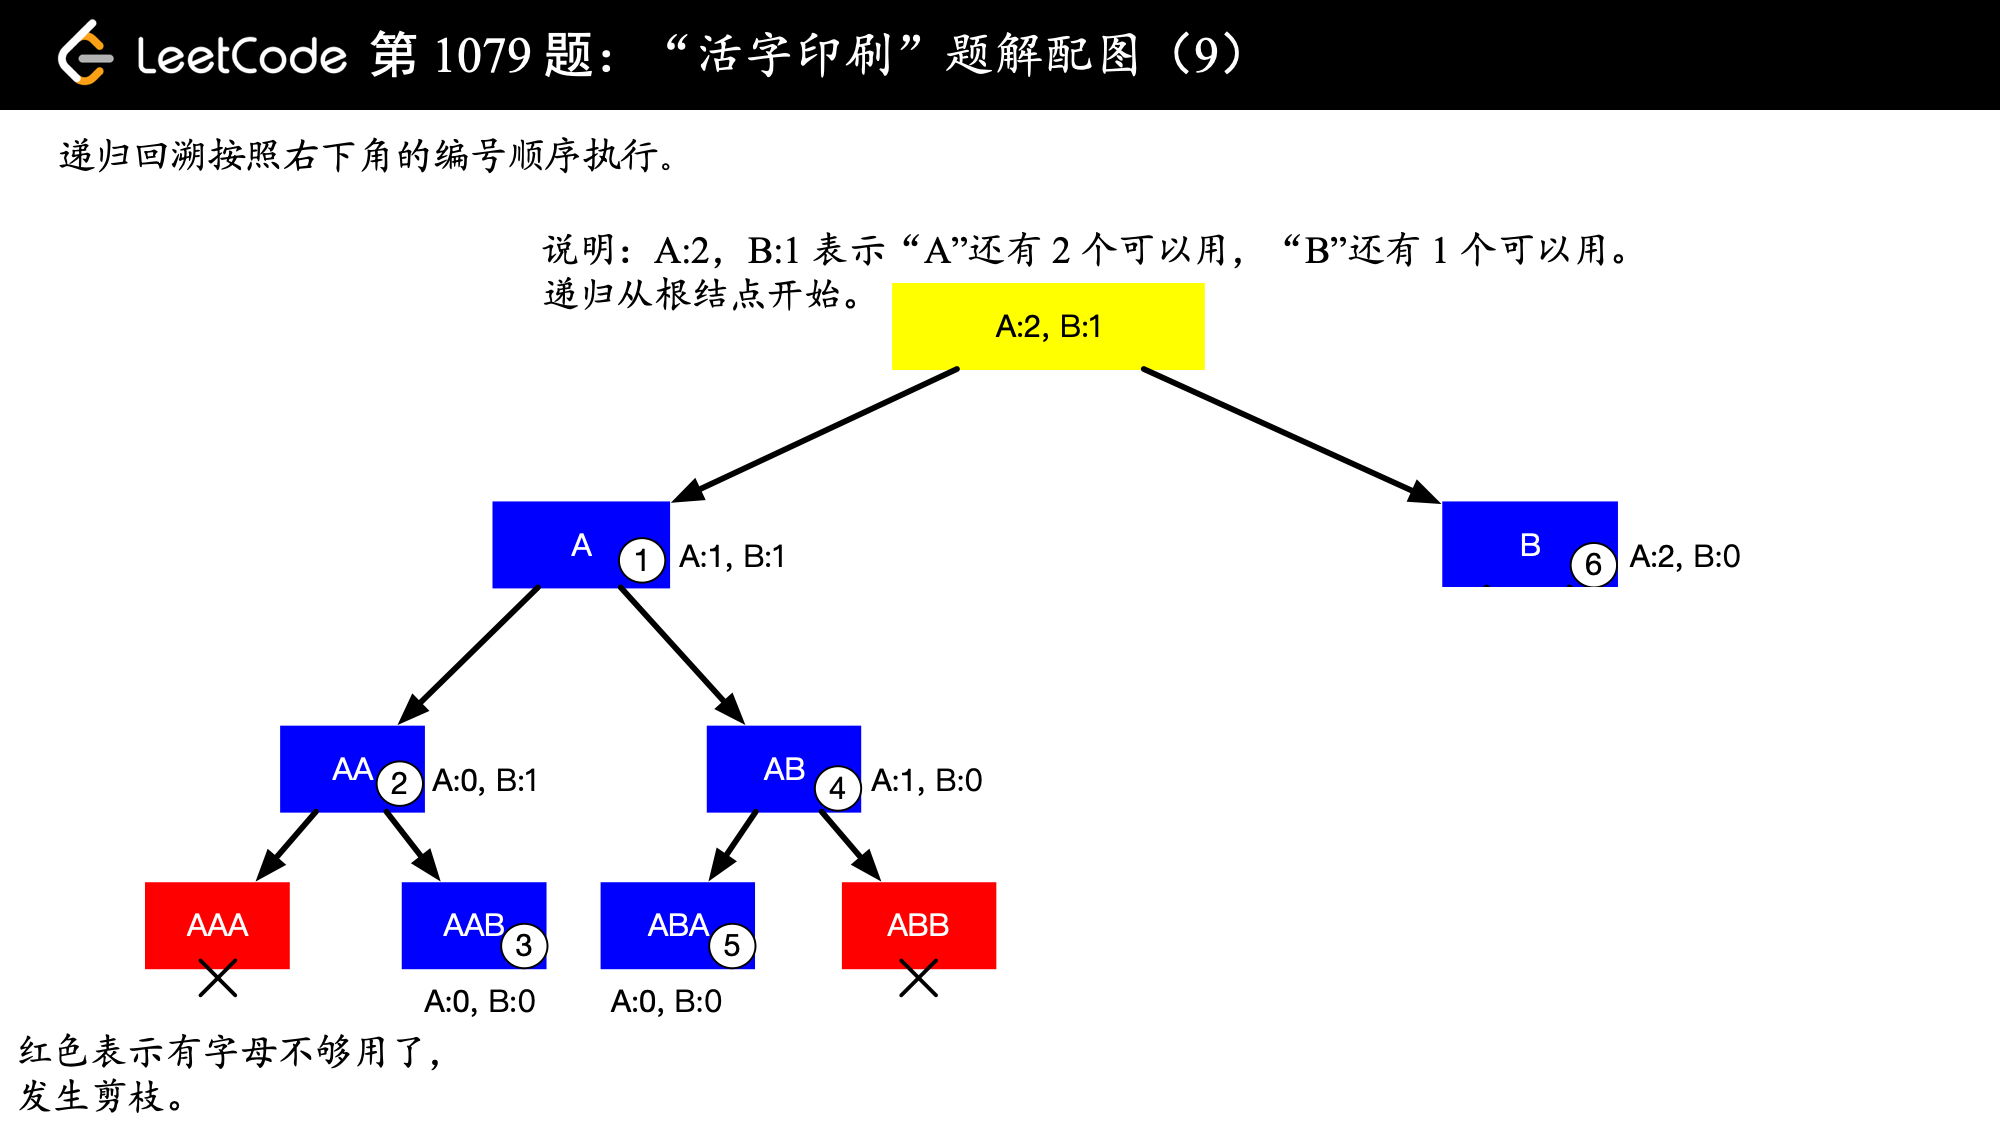 LeetCode 第 1079 题：“活字印刷”题解配图（9）
递归回溯按照右下角的编号顺序执行。
说明：A:2，B:1 表示“A”还有 2 个可以用，“B”还有 1 个可以用。
递归从根结点开始。
A:2, B:1
A 1 A:1, B:1
B 6 A:2, B:0
AA 2 A:0, B:1
AB 4 A:1, B:0
AAA
AAB 3
ABA 5
ABB
A:0, B:0
A:0, B:0
红色表示有字母不够用了，
发生剪枝。